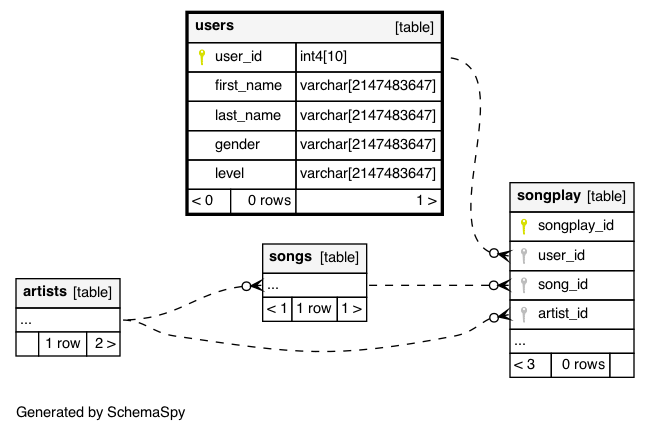 users [table]
user_id int4[10]
first_name varchar[2147483647]
last_name varchar[2147483647]
gender varchar[2147483647]
level varchar[2147483647]
< 0 0 rows 1 >
songplay [table]
songplay_id
user_id
song_id
artist_id
...
< 3 0 rows
songs [table]
...
< 1 1 row 1 >
artists [table]
...
1 row 2 >
Generated by SchemaSpy